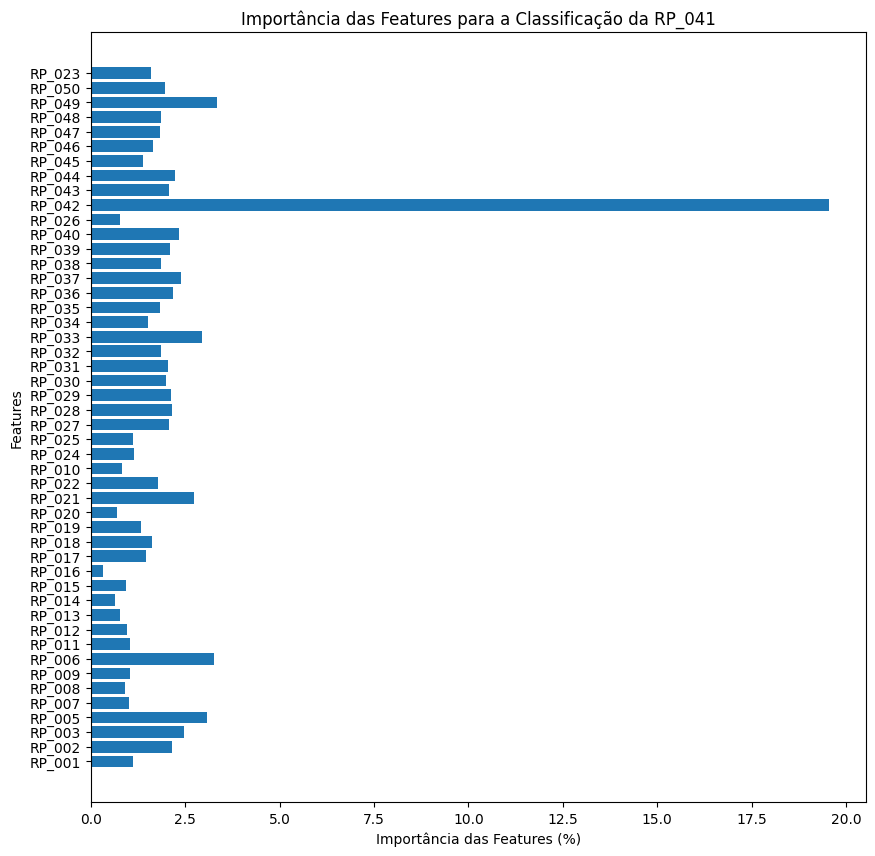 Importância das Features para a Classificação da RP_041
RP_023
RP_050
RP_049
RP_048
RP_047
RP_046
RP_045
RP_044
RP_043
RP_042
RP_026
RP_040
RP_039
RP_038
RP_037
RP_036
RP_035
RP_034
RP_033
RP_032
RP_031
RP_030
RP_029
RP_028
RP_027
RP_025
RP_024
RP_010
RP_022
RP_021
RP_020
RP_019
RP_018
RP_017
RP_016
RP_015
RP_014
RP_013
RP_012
RP_011
RP_006
RP_009
RP_008
RP_007
RP_005
RP_003
RP_002
RP_001
Features
0.0 2.5 5.0 7.5 10.0 12.5 15.0 17.5 20.0
Importância das Features (%)